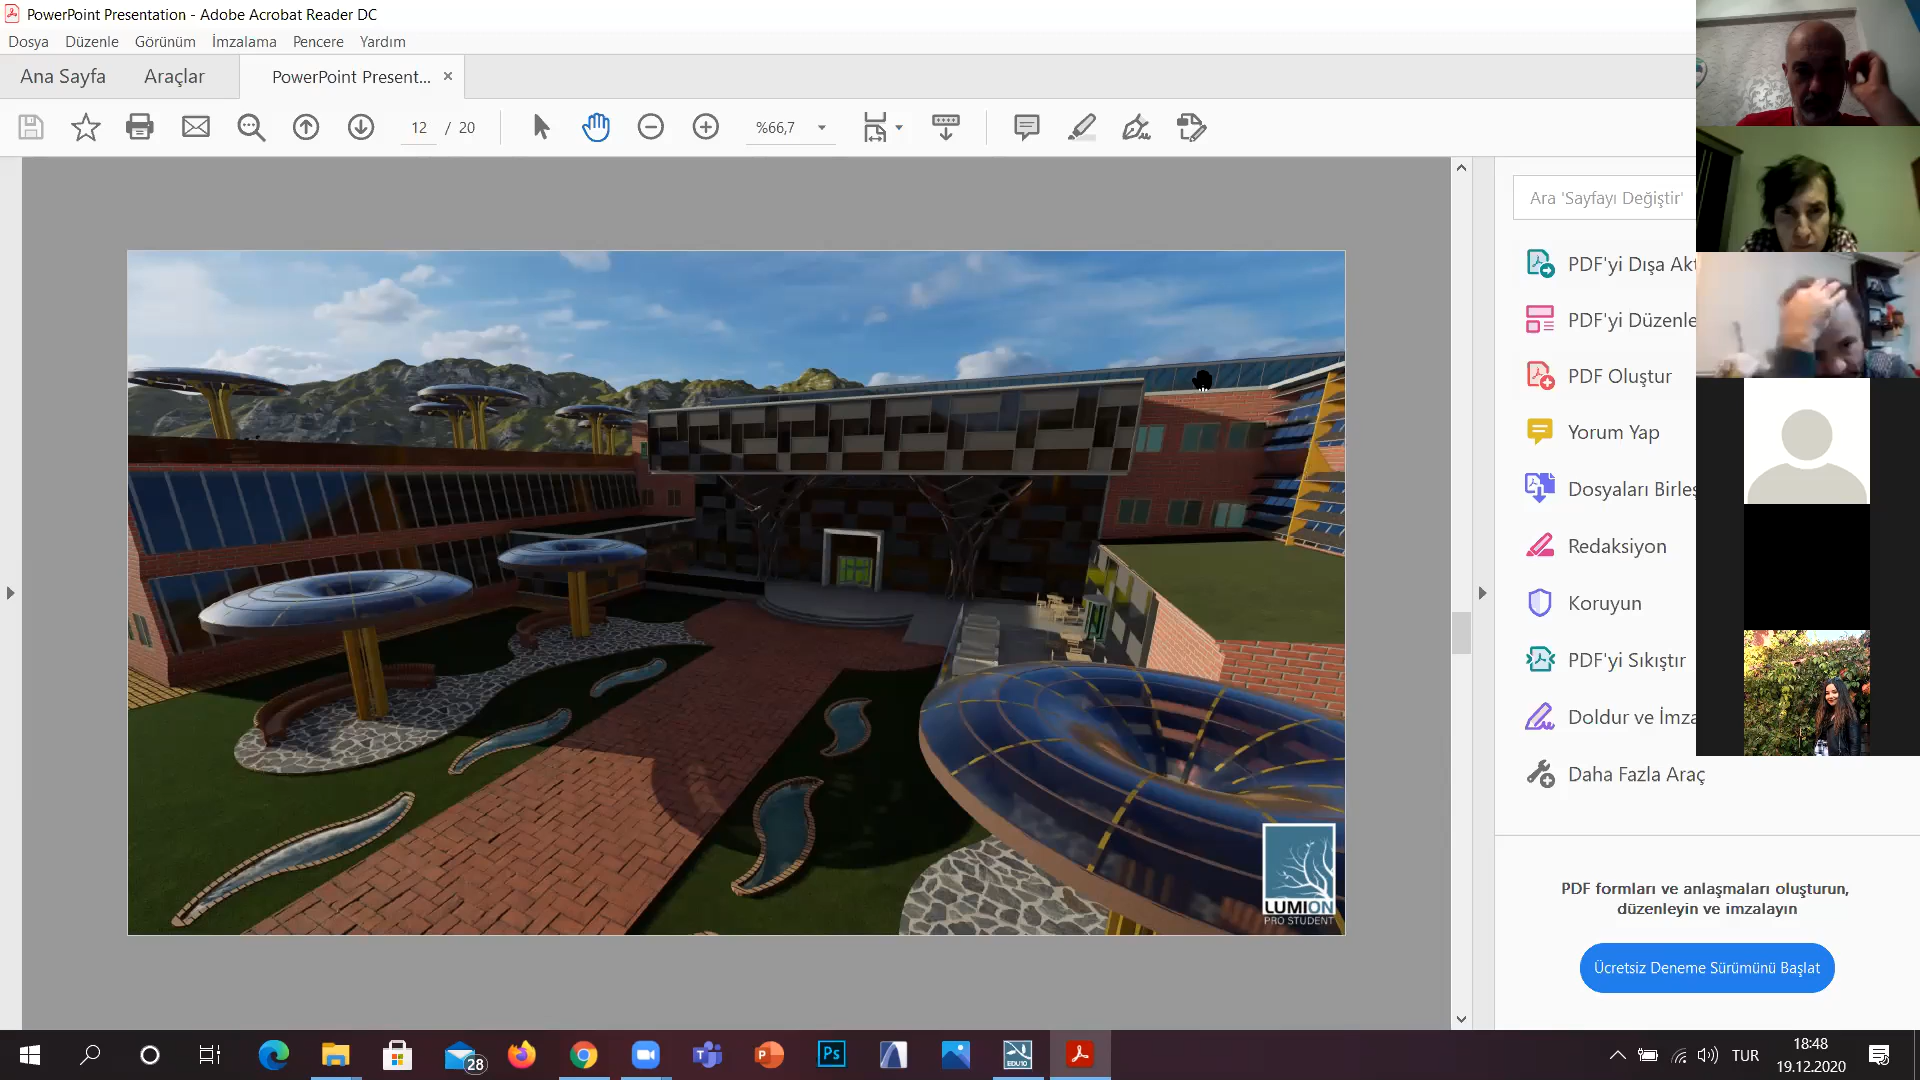 PowerPoint Presentation - Adobe Acrobat Reader DC
Dosya Düzenle Görünüm İmzalama Pencere Yardım
Ana Sayfa Araçlar PowerPoint Present...
12 / 20 %66,7
Ara 'Sayfayı Değiştir'
PDF'yi Dışa Akt
PDF'yi Düzenle
PDF Oluştur
Yorum Yap
Dosyaları Birleş
Redaksiyon
Koruyun
PDF'yi Sıkıştır
Doldur ve İmza
Daha Fazla Araç
LUMION
PRO STUDENT
PDF formları ve anlaşmaları oluşturun,
düzenleyin ve imzalayın
Ücretsiz Deneme Sürümünü Başlat
28
Ps
EDU10
TUR
18:48
19.12.2020